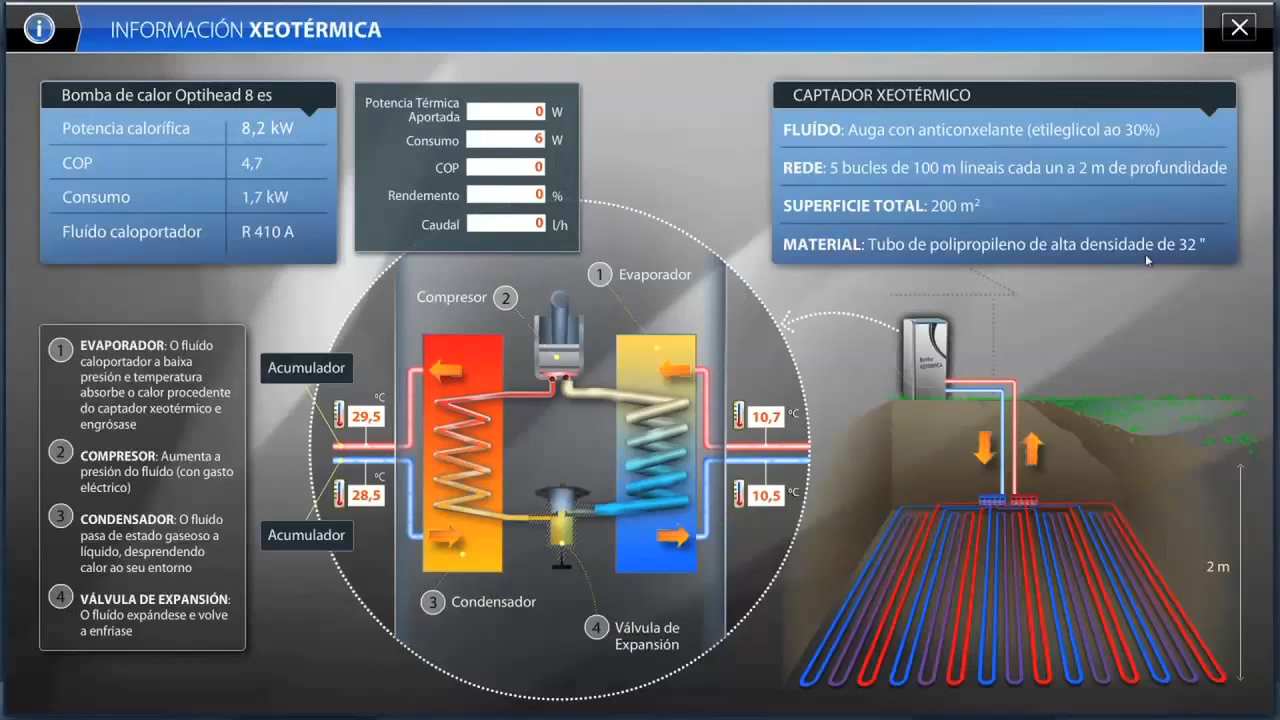 INFORMACIÓN XEOTÉRMICA
Bomba de calor Optihead 8 es
Potencia calorífica 8,2 kW
COP 4,7
Consumo 1,7 kW
Fluído caloportador R 410 A
Potencia Térmica
Aportada 0 W
Consumo 6 W
COP 0
Rendemento 0 %
Caudal 0 l/h
CAPTADOR XEOTÉRMICO
FLUÍDO: Auga con anticonxelante (etileglicol ao 30%)
REDE: 5 bucles de 100 m lineais cada un a 2 m de profundidade
SUPERFICIE TOTAL: 200 m²
MATERIAL: Tubo de polipropileno de alta densidade de 32 "
1 EVAPORADOR: O fluído
caloportador a baixa
presión e temperatura
absorbe o calor procedente
do captador xeotérmico e
engrósase
2 COMPRESOR: Aumenta a
presión do fluído (con gasto
eléctrico)
3 CONDENSADOR: O fluído
pasa de estado gaseoso a
líquido, desprendendo
calor ao seu entorno
4 VÁLVULA DE EXPANSIÓN:
O fluído expándese e volve
a enfriase
1 Evaporador
Compresor 2
Acumulador
°C
29,5
°C
28,5
Acumulador
10,7 °C
10,5 °C
3 Condensador
4 Válvula de
Expansión
Bomba
XEOTÉRMICA
2 m